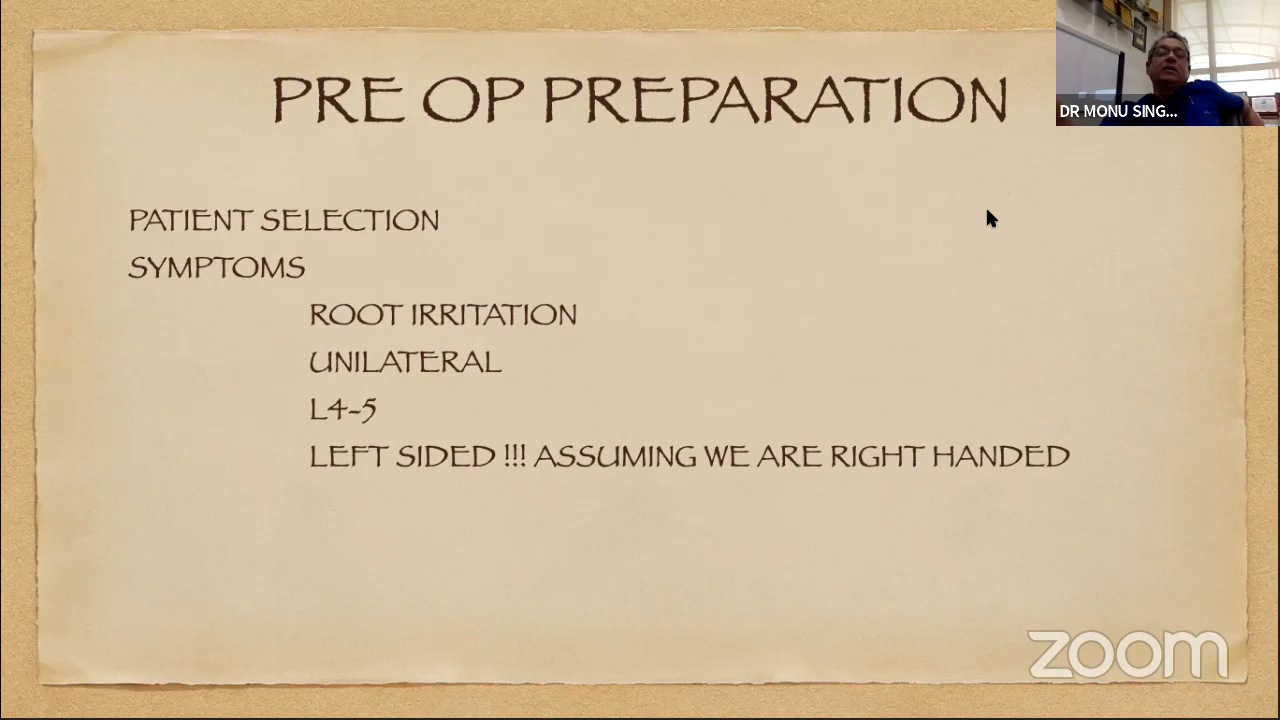 PRE OP PREPARATION
DR MONU SING...
PATIENT SELECTION
SYMPTOMS
ROOT IRRITATION
UNILATERAL
L4-5
LEFT SIDED !!! ASSUMING WE ARE RIGHT HANDED
zoom